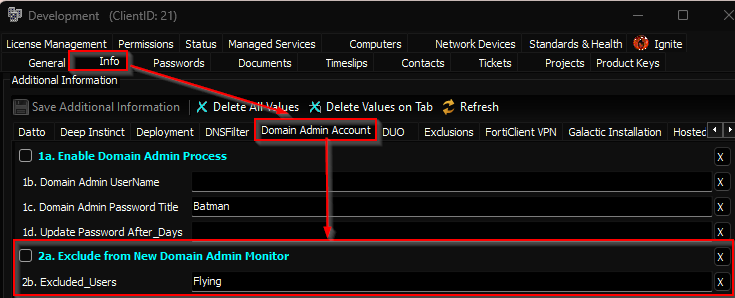 Development (ClientID: 21)
License Management Permissions Status Managed Services Computers Network Devices Standards & Health Ignite
General Info Passwords Documents Timeslips Contacts Tickets Projects Product Keys
Additional Information
Save Additional Information Delete All Values Delete Values on Tab Refresh
Datto Deep Instinct Deployment DNSFilter Domain Admin Account DUO Exclusions FortiClient VPN Galactic Installation Hosted
1a. Enable Domain Admin Process X
1b. Domain Admin UserName X
1c. Domain Admin Password Title Batman X
1d. Update Password After_Days X
2a. Exclude from New Domain Admin Monitor X
2b. Excluded_Users Flying X